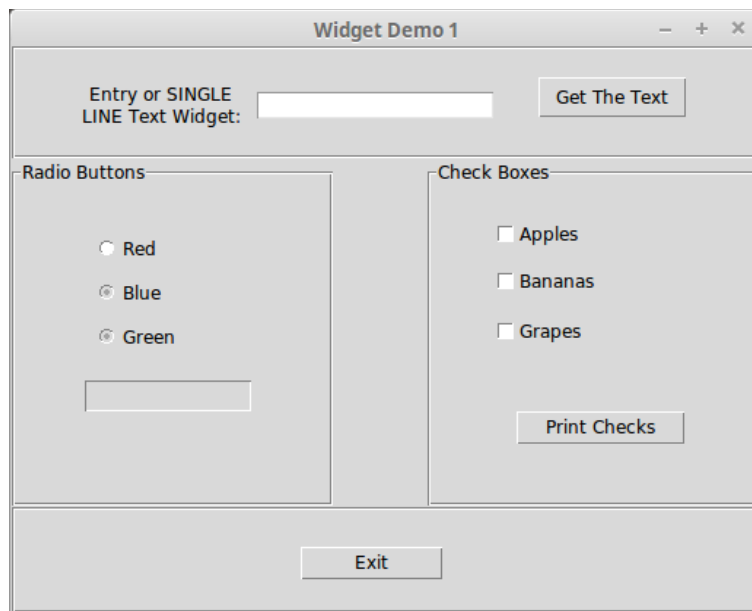 Widget Demo 1
Entry or SINGLE
LINE Text Widget:
Get The Text
Radio Buttons
Red
Blue
Green
Check Boxes
Apples
Bananas
Grapes
Print Checks
Exit